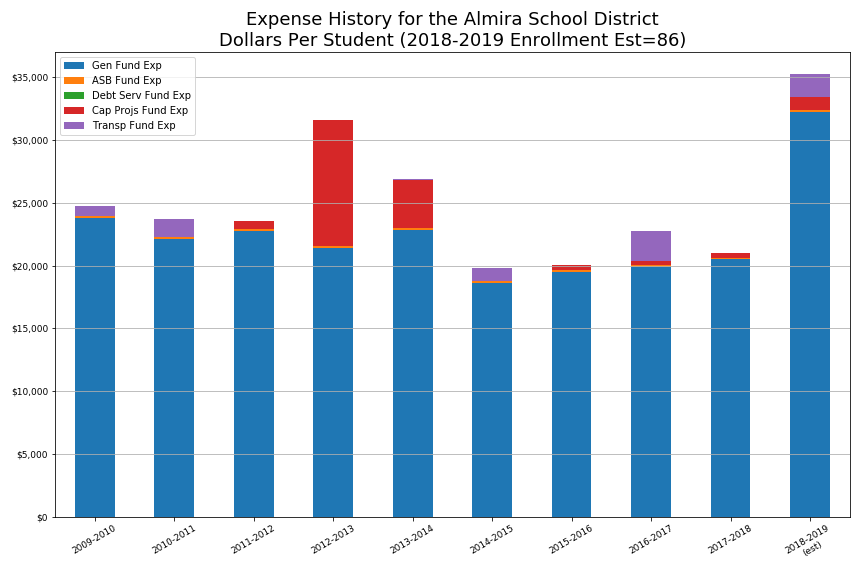 Expense History for the Almira School District
Dollars Per Student (2018-2019 Enrollment Est=86)
Gen Fund Exp
ASB Fund Exp
Debt Serv Fund Exp
Cap Projs Fund Exp
Transp Fund Exp
$35,000
$30,000
$25,000
$20,000
$15,000
$10,000
$5,000
$0
2009-2010
2010-2011
2011-2012
2012-2013
2013-2014
2014-2015
2015-2016
2016-2017
2017-2018
2018-2019
(est)